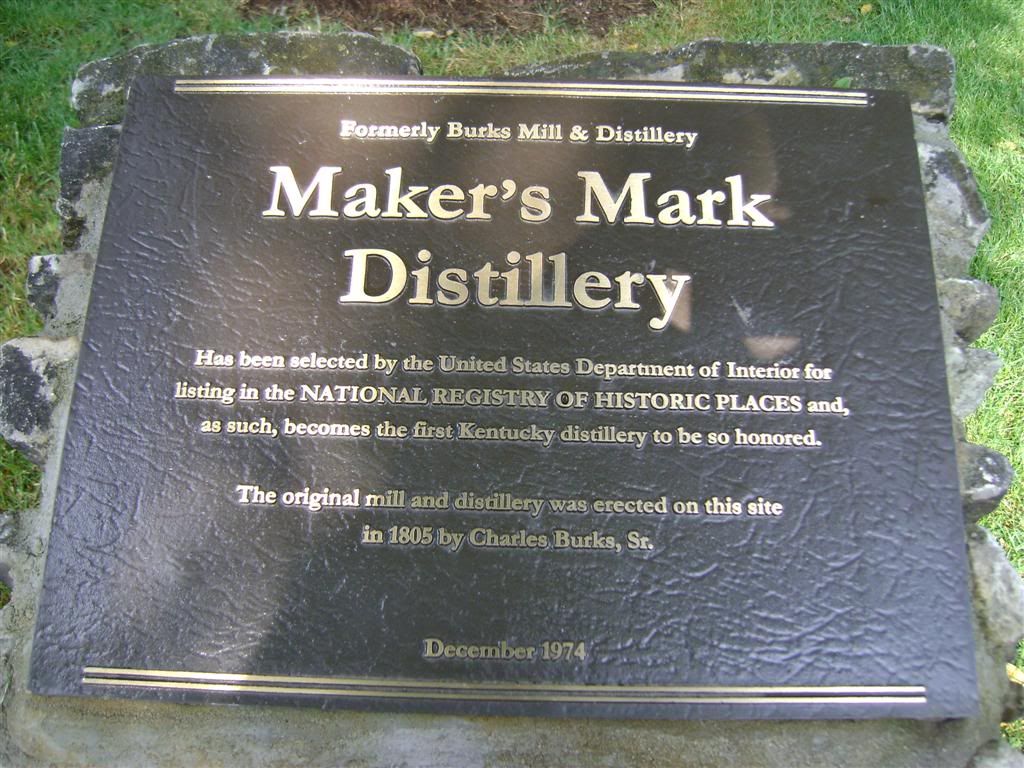 Formerly Burks Mill & Distillery
Maker's Mark
Distillery
Has been selected by the United States Department of Interior for
listing in the NATIONAL REGISTRY OF HISTORIC PLACES and,
as such, becomes the first Kentucky distillery to be so honored.
The original mill and distillery was erected on this site
in 1805 by Charles Burks, Sr.
December 1974